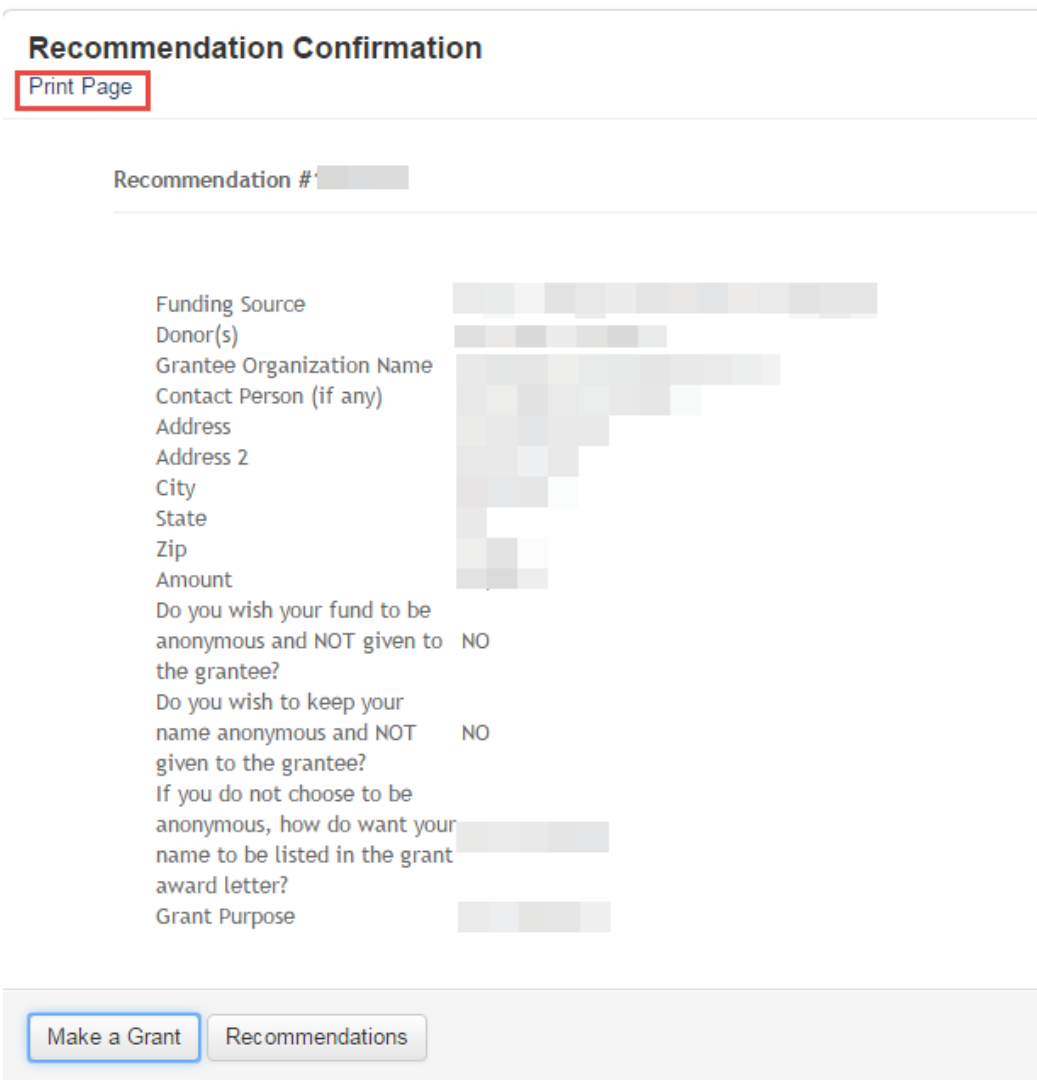 Recommendation Confirmation
Print Page
Recommendation #
Funding Source
Donor(s)
Grantee Organization Name
Contact Person (if any)
Address
Address 2
City
State
Zip
Amount
Do you wish your fund to be
anonymous and NOT given to NO
the grantee?
Do you wish to keep your
name anonymous and NOT NO
given to the grantee?
If you do not choose to be
anonymous, how do want your
name to be listed in the grant
award letter?
Grant Purpose
Make a Grant Recommendations